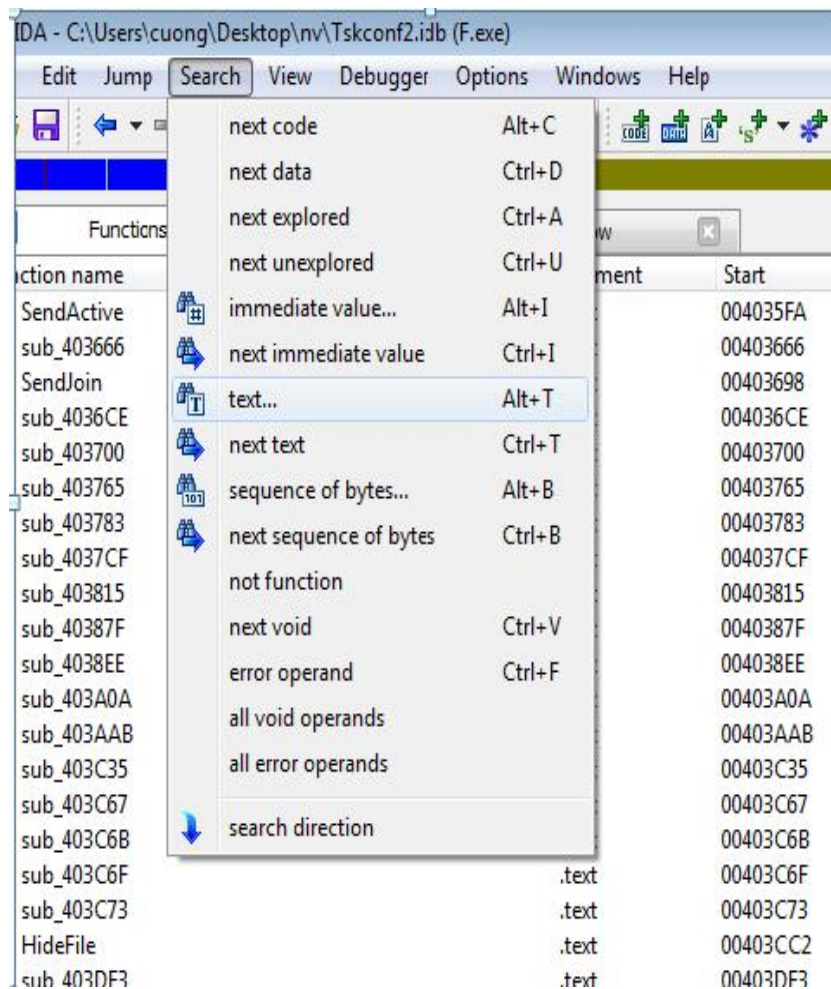 IDA - C:\Users\cuong\Desktop\nv\Tskconf2.idb (F.exe)
Edit Jump Search View Debugger Options Windows Help
next code Alt+C
next data Ctrl+D
next explored Ctrl+A
next unexplored Ctrl+U
immediate value... Alt+I
next immediate value Ctrl+I
text... Alt+T
next text Ctrl+T
sequence of bytes... Alt+B
next sequence of bytes Ctrl+B
not function
next void Ctrl+V
error operand Ctrl+F
all void operands
all error operands
search direction
Functions
Start
SendActive 004035FA
sub_403666 00403666
SendJoin 00403698
sub_4036CE 004036CE
sub_403700 00403700
sub_403765 00403765
sub_403783 00403783
sub_4037CF 004037CF
sub_403815 00403815
sub_40387F 0040387F
sub_4038EE 004038EE
sub_403A0A 00403A0A
sub_403AAB 00403AAB
sub_403C35 00403C35
sub_403C67 00403C67
sub_403C6B 00403C6B
sub_403C6F .text 00403C6F
sub_403C73 .text 00403C73
HideFile .text 00403CC2
sub_403DF3 .text 00403DF3